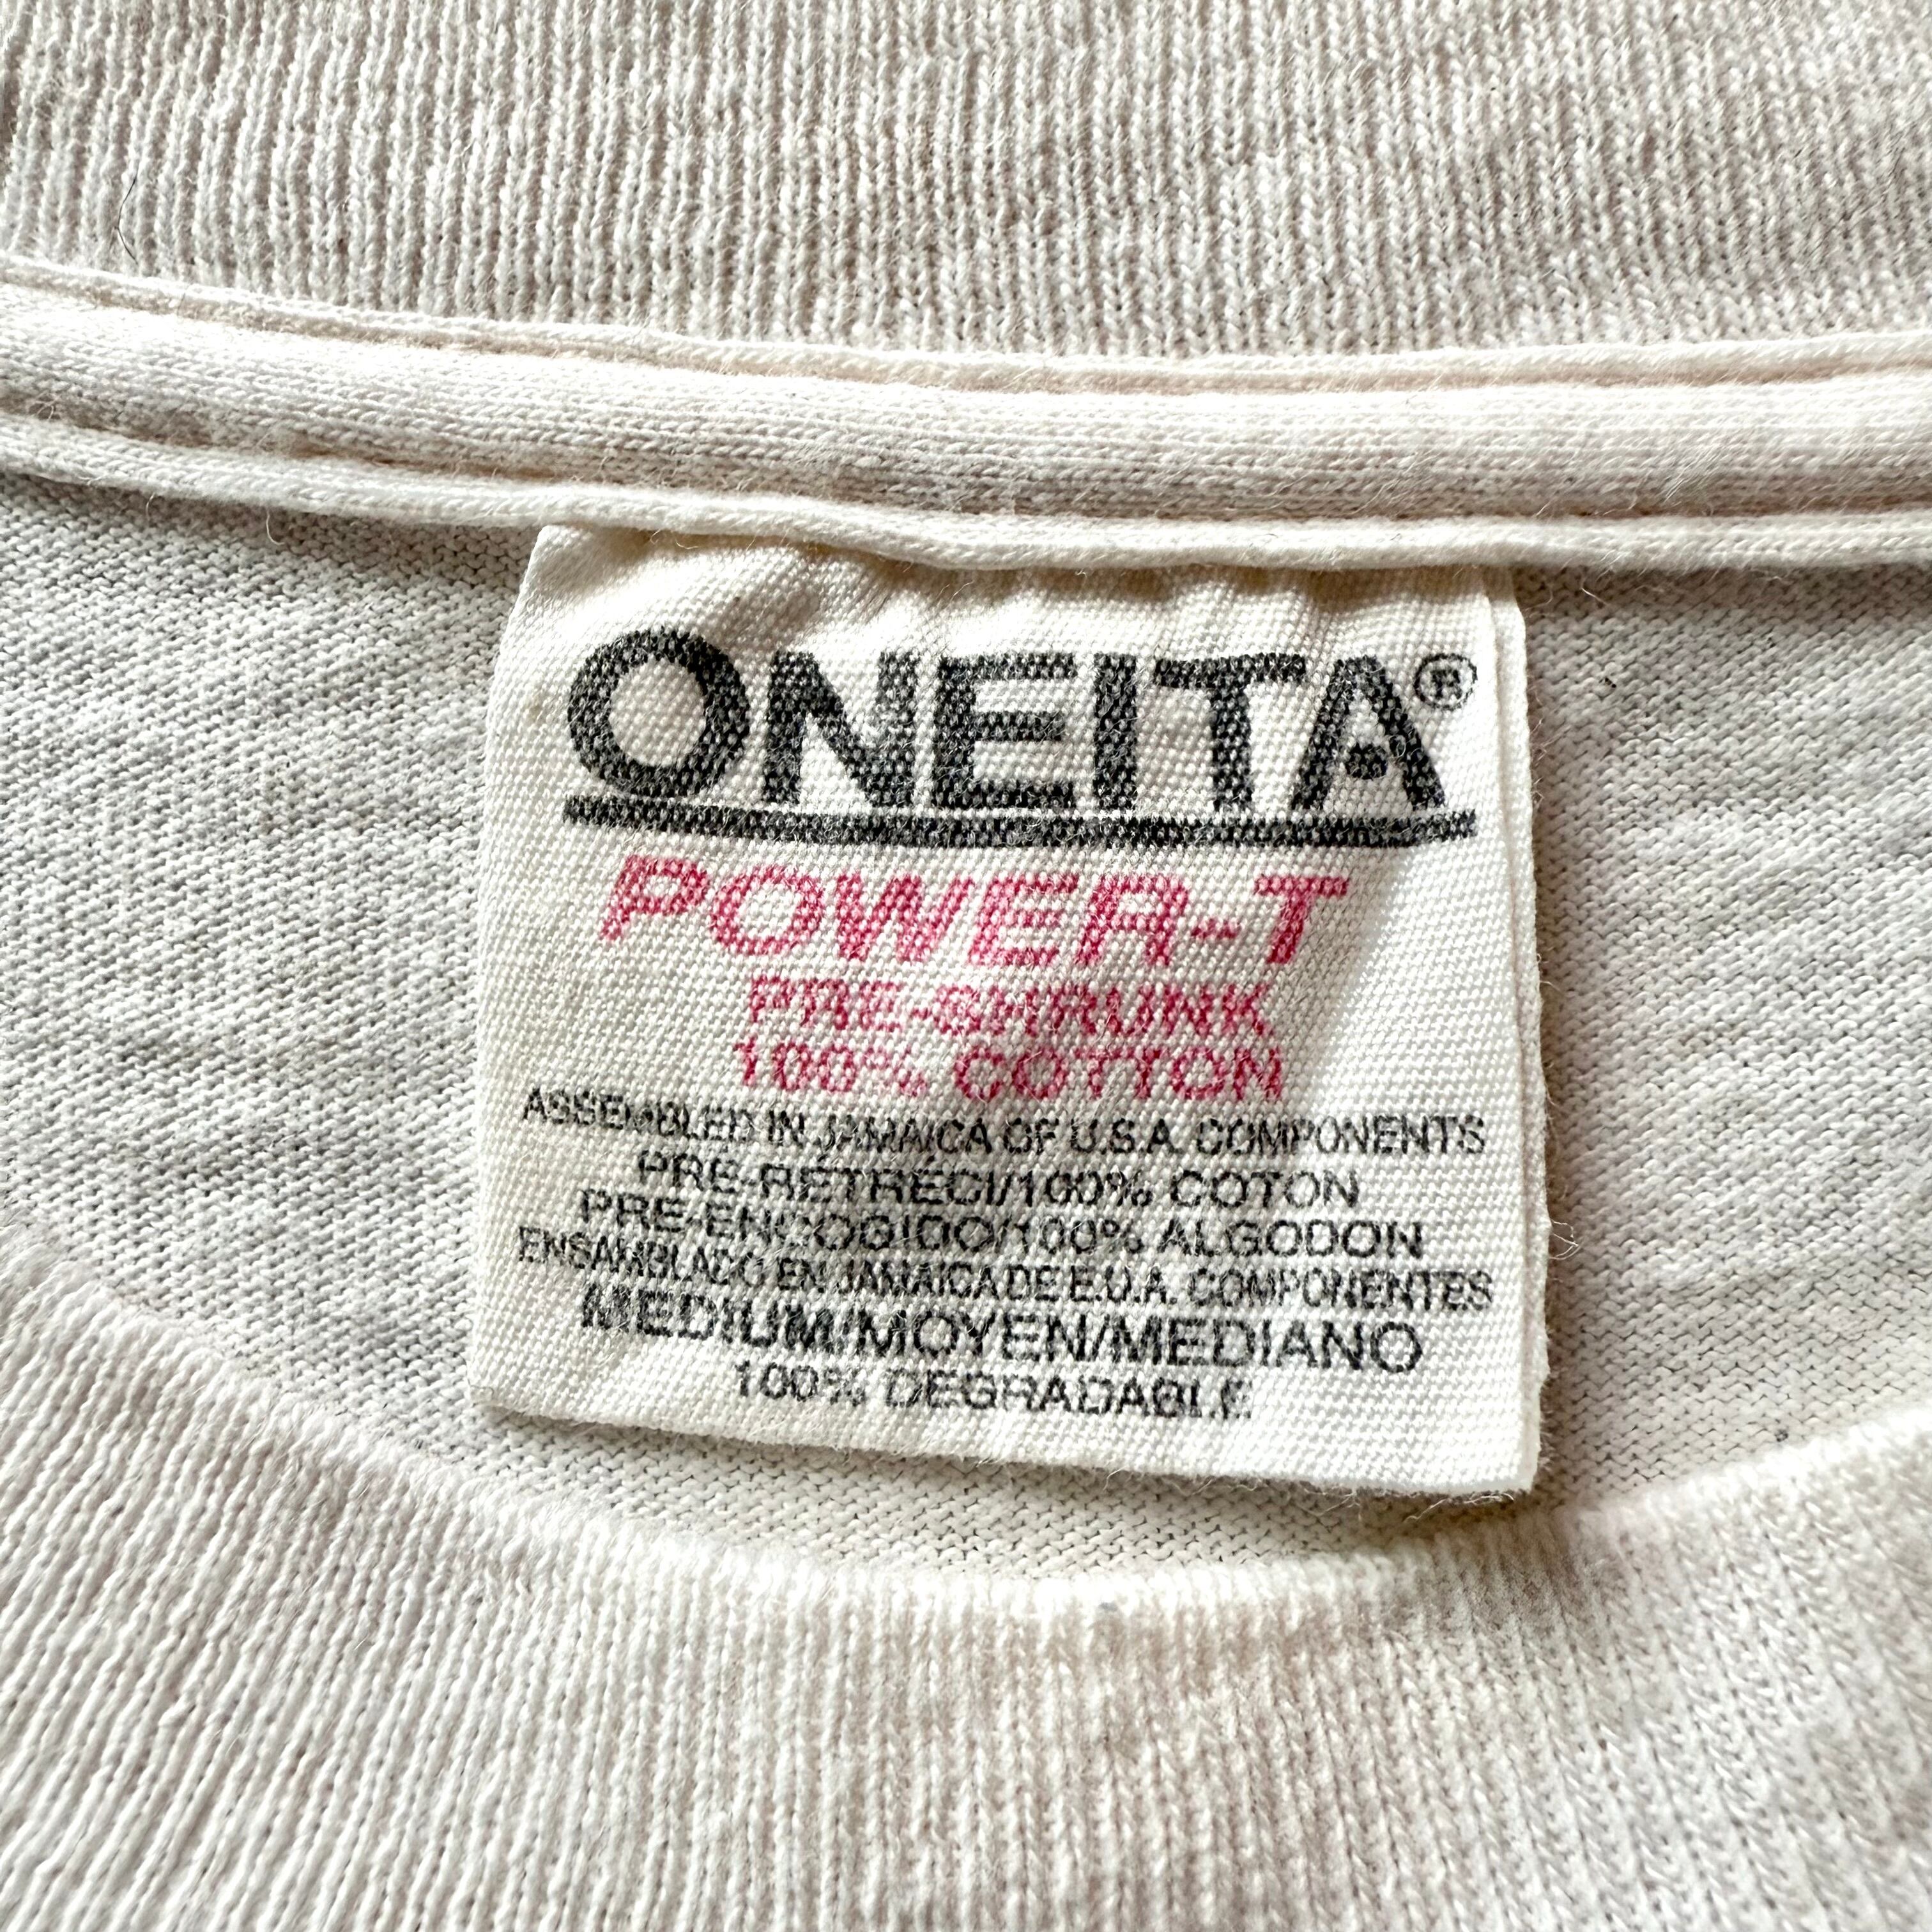 ONEITA®
POWER-T
PRE-SHRUNK
100% COTTON
ASSEMBLED IN JAMAICA OF U.S.A. COMPONENTS
PRE-RÉTRÉCI/100% COTON
PRE-ENCOGIDO/100% ALGODON
ENSAMBLADO EN JAMAICA DE E.U.A. COMPONENTES
MEDIUM/MOYEN/MEDIANO
100% DEGRADABLE